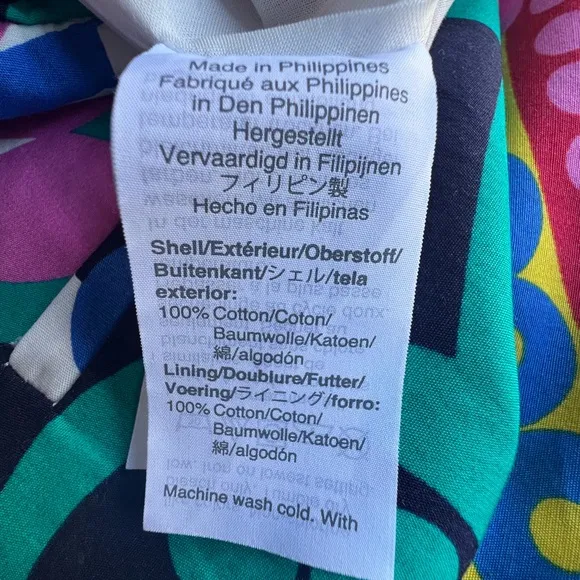 Made in Philippines
Fabriqué aux Philippines
in Den Philippinen
Hergestellt
Vervaardigd in Filipijnen
フィリピン製
Hecho en Filipinas
Shell/Extérieur/Oberstoff/
Buitenkant/シェル/tela
exterior:
100% Cotton/Coton/
Baumwolle/Katoen/
綿/algodón
Lining/Doublure/Futter/
Voering/ライニング/forro:
100% Cotton/Coton/
Baumwolle/Katoen/
綿/algodón
Machine wash cold. With